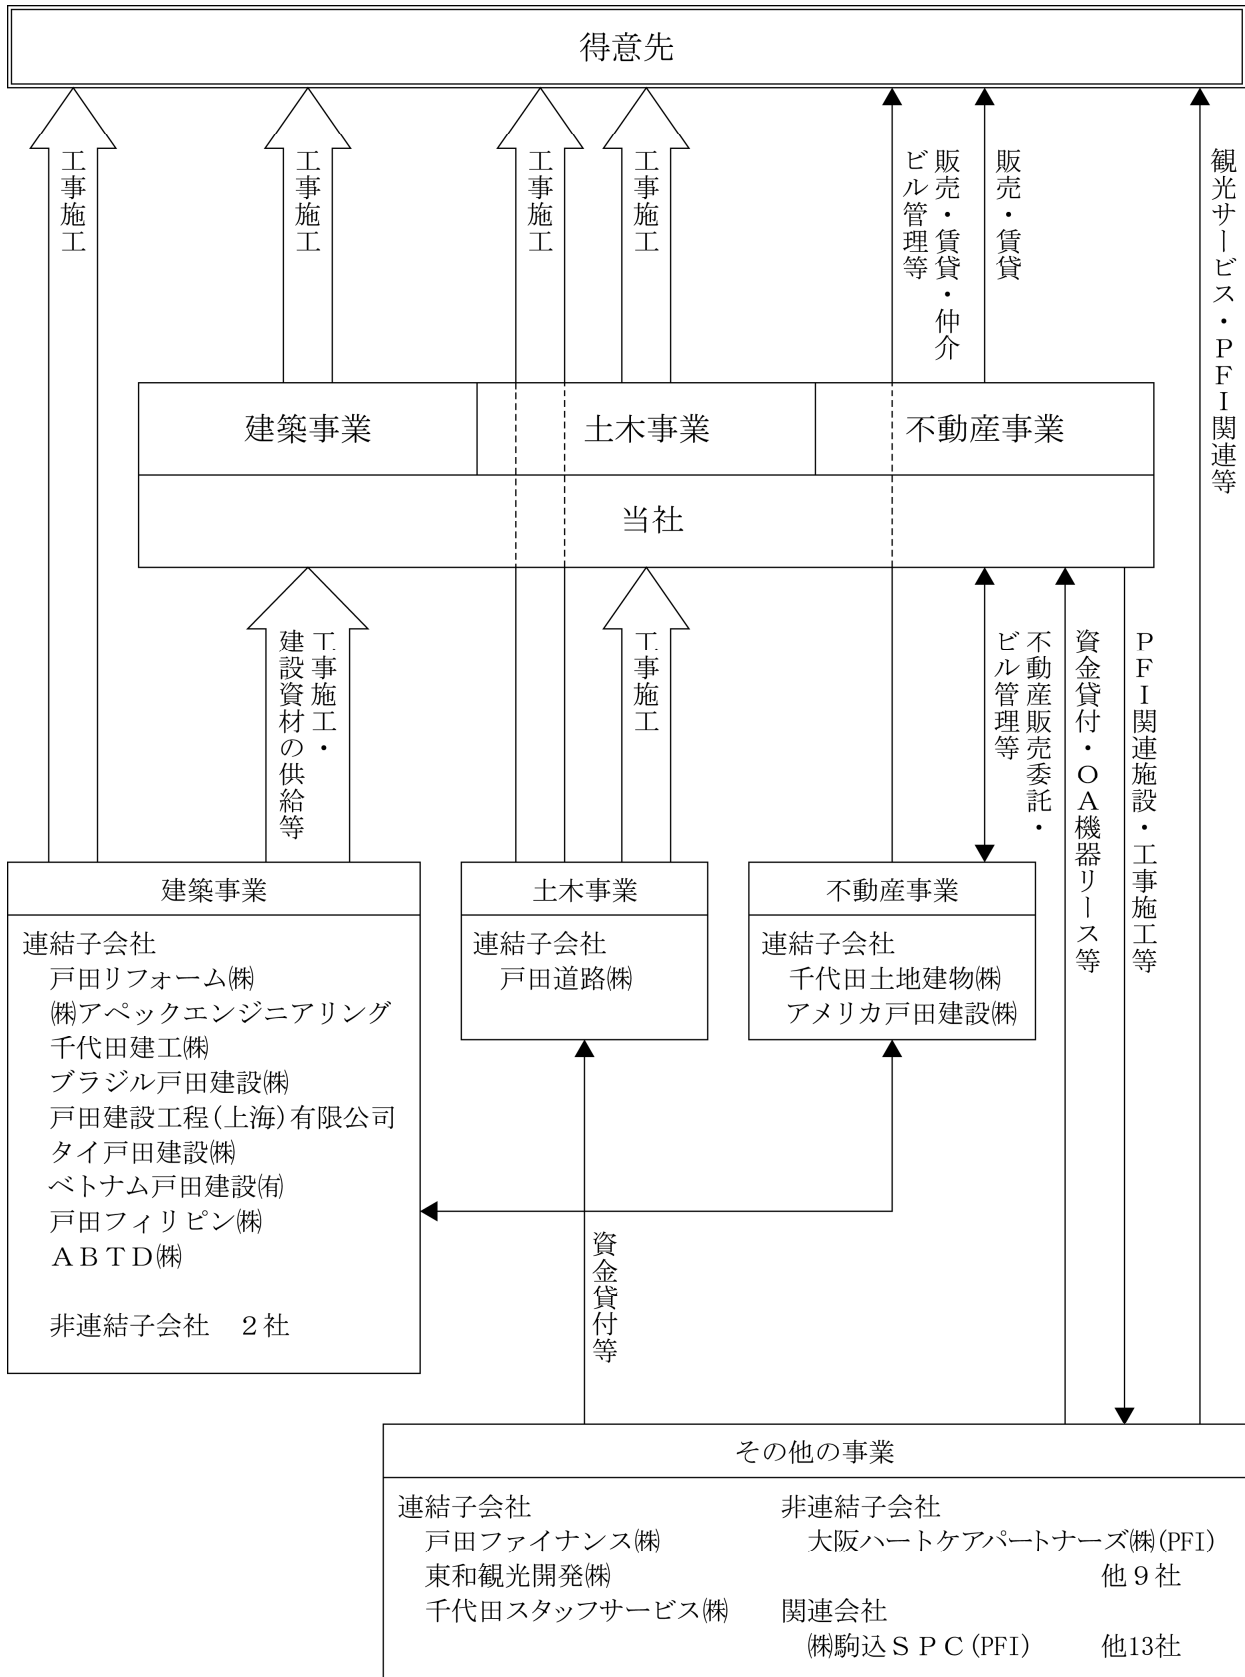 得意先
工事施工
工事施工
工事施工
工事施工
販売・賃貸・仲介
ビル管理等
販売・賃貸
観光サービス・ＰＦＩ関連等
建築事業
土木事業
不動産事業
当社
工事施工・
建設資材の供給等
工事施工
不動産販売委託・
ビル管理等
資金貸付・ＯＡ機器リース等
ＰＦＩ関連施設・工事施工等
建築事業
連結子会社
戸田リフォーム㈱
㈱アペックエンジニアリング
千代田建工㈱
ブラジル戸田建設㈱
戸田建設工程(上海)有限公司
タイ戸田建設㈱
ベトナム戸田建設㈲
戸田フィリピン㈱
ＡＢＴＤ㈱
非連結子会社　２社
土木事業
連結子会社
戸田道路㈱
不動産事業
連結子会社
千代田土地建物㈱
アメリカ戸田建設㈱
資金貸付等
その他の事業
連結子会社
戸田ファイナンス㈱
東和観光開発㈱
千代田スタッフサービス㈱
非連結子会社
大阪ハートケアパートナーズ㈱(PFI)
他９社
関連会社
㈱駒込ＳＰＣ(PFI)　他13社